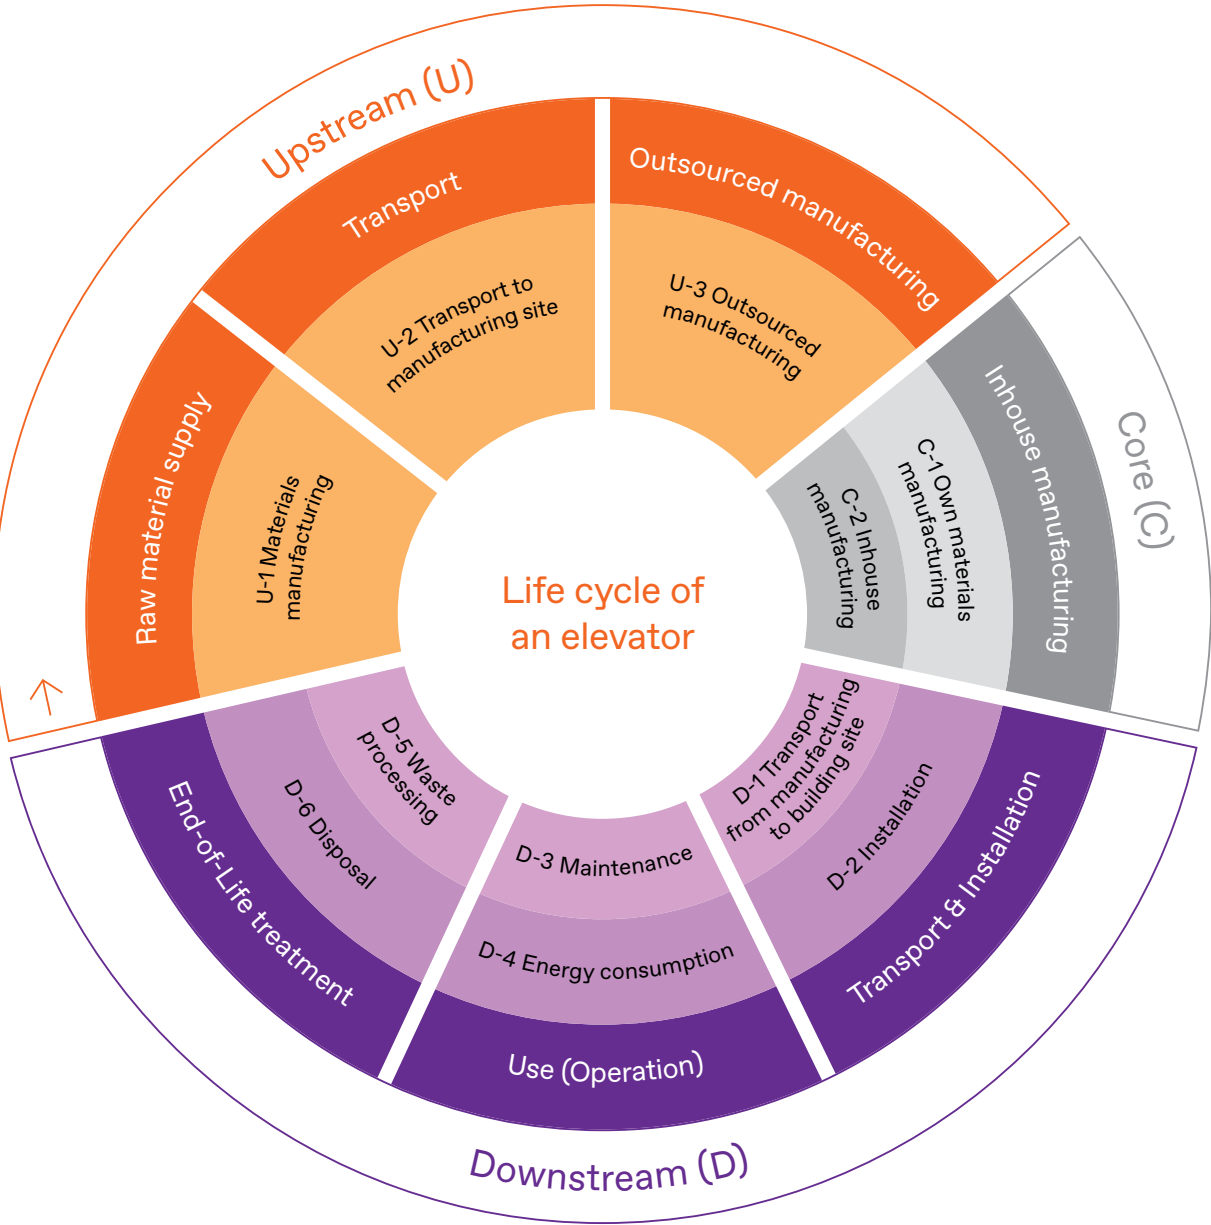 Upstream (U)
Raw material supply
U-1 Materials
manufacturing
Transport
U-2 Transport to
manufacturing site
Outsourced manufacturing
U-3 Outsourced
manufacturing
Core (C)
Inhouse manufacturing
C-1 Own materials
manufacturing
C-2 Inhouse
manufacturing
Life cycle of
an elevator
Transport & Installation
D-1 Transport
from manufacturing
to building site
D-2 Installation
D-3 Maintenance
D-4 Energy consumption
Use (Operation)
D-5 Waste
processing
D-6 Disposal
End-of-Life treatment
Downstream (D)